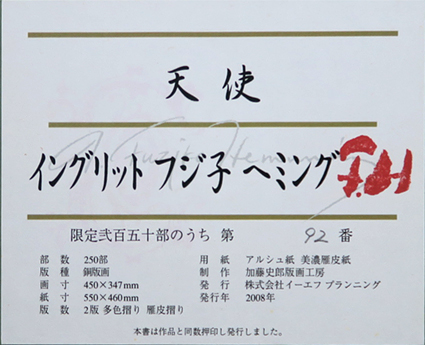 天使
イングリット フジ子 ヘミング
限定弐百五十部のうち 第 92 番
部 数 250部 用 紙 アルシュ紙 美濃雁皮紙
版 種 銅版画 制 作 加藤史郎版画工房
画 寸 450×347mm 発 行 株式会社イーエフ プランニング
紙 寸 550×460mm 発行年 2008年
版 数 2版 多色摺り 雁皮摺り
本書は作品と同数押印し発行しました。